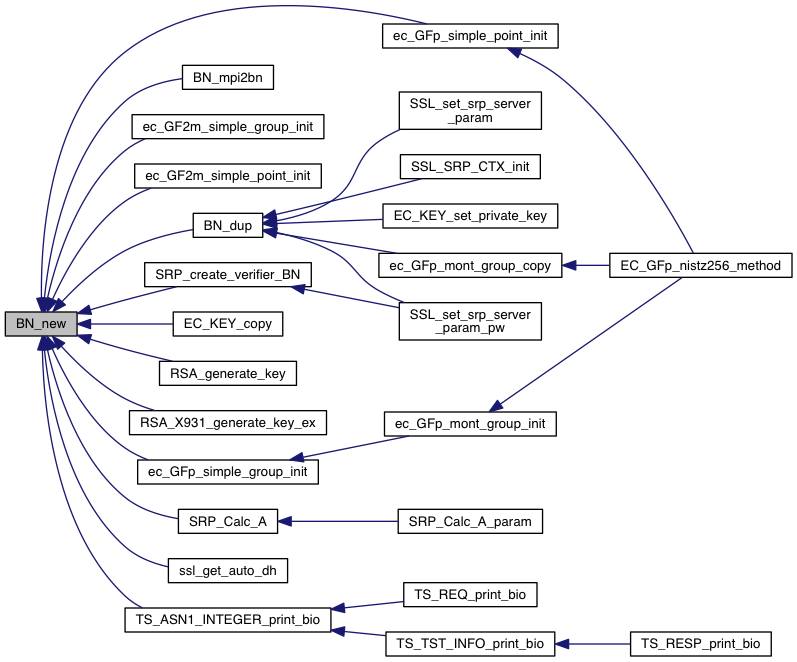 ec_GFp_simple_point_init
BN_mpi2bn
SSL_set_srp_server
_param
ec_GF2m_simple_group_init
SSL_SRP_CTX_init
ec_GF2m_simple_point_init
EC_KEY_set_private_key
BN_dup
ec_GFp_mont_group_copy
EC_GFp_nistz256_method
SRP_create_verifier_BN
SSL_set_srp_server
_param_pw
BN_new
EC_KEY_copy
RSA_generate_key
RSA_X931_generate_key_ex
ec_GFp_mont_group_init
ec_GFp_simple_group_init
SRP_Calc_A
SRP_Calc_A_param
ssl_get_auto_dh
TS_REQ_print_bio
TS_ASN1_INTEGER_print_bio
TS_TST_INFO_print_bio
TS_RESP_print_bio